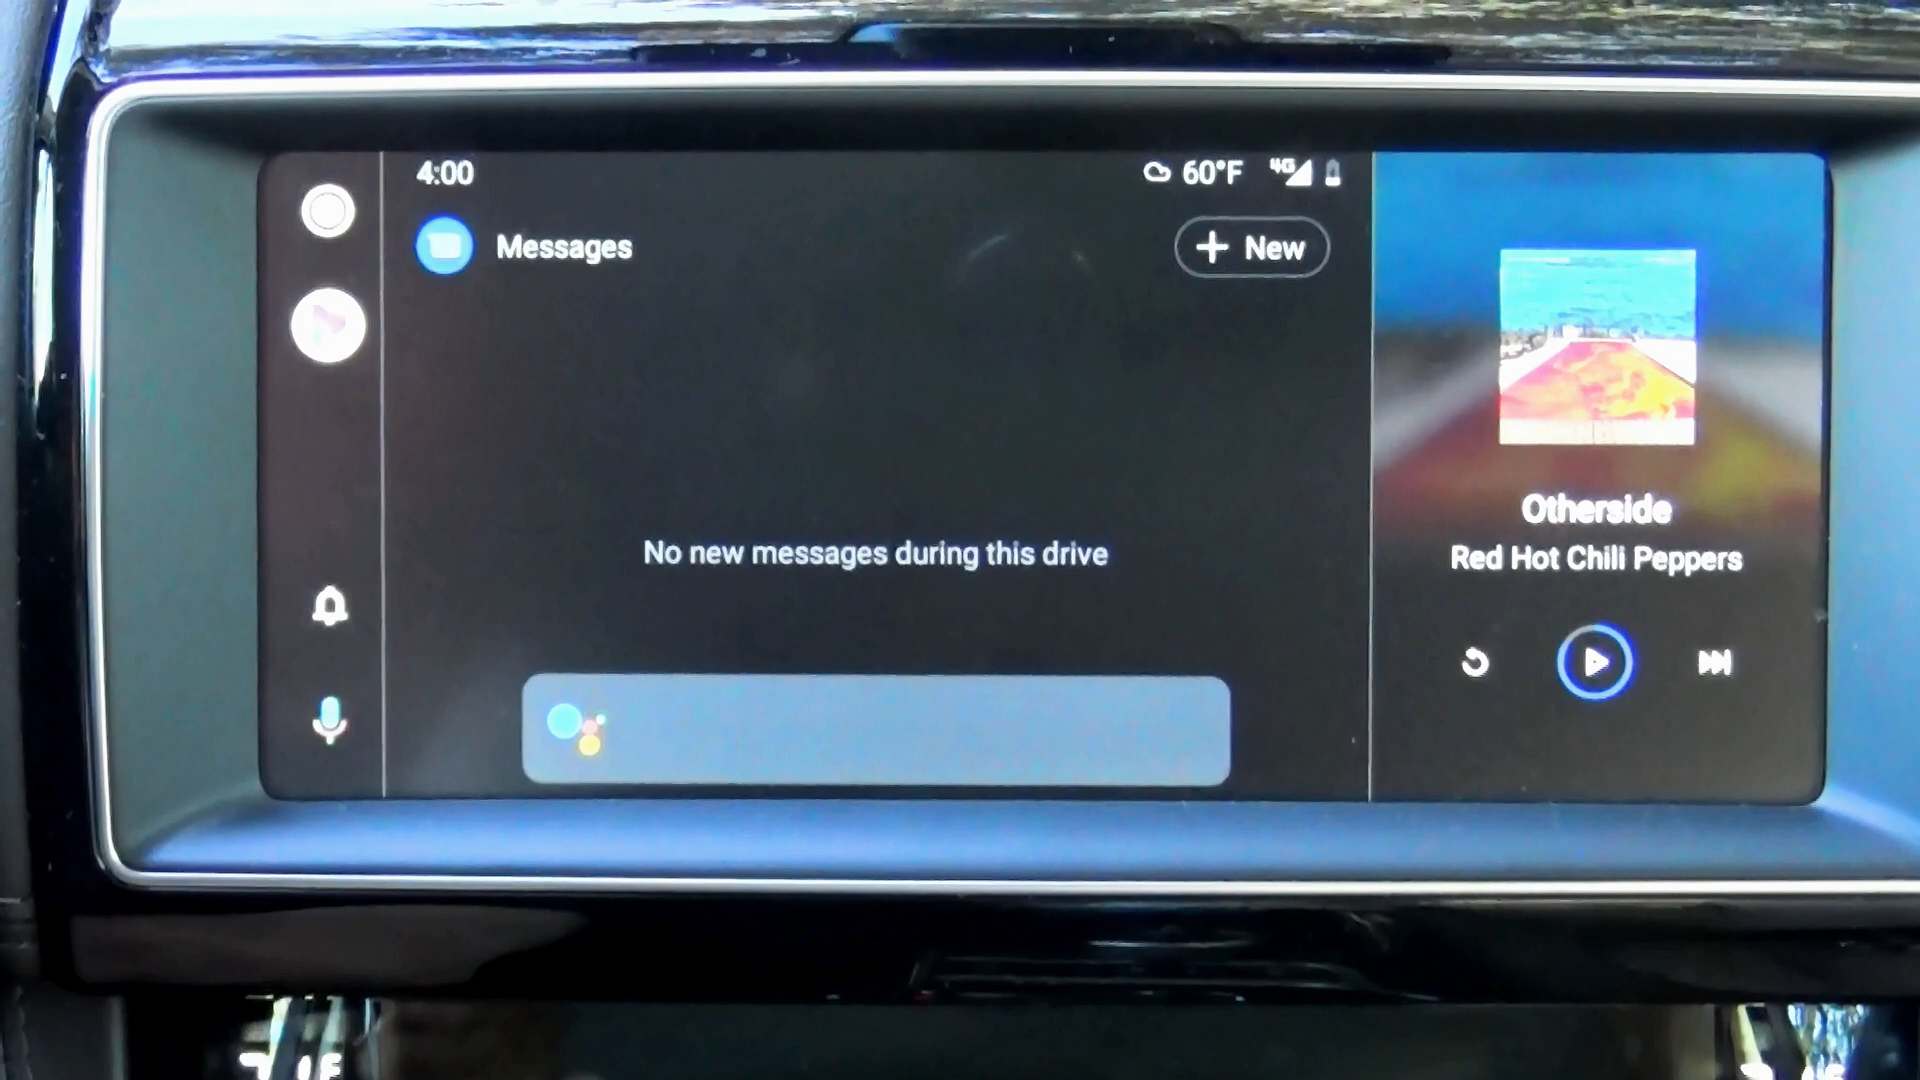 4:00
60°F 4G
Messages
+ New
No new messages during this drive
Otherside
Red Hot Chili Peppers